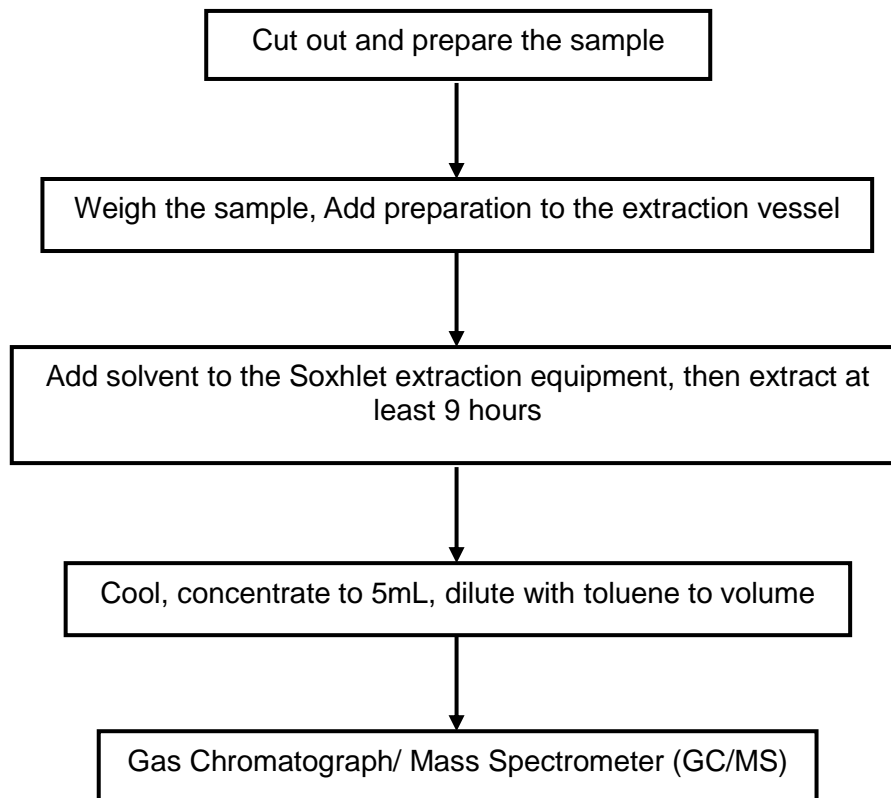 Cut out and prepare the sample
Weigh the sample, Add preparation to the extraction vessel
Add solvent to the Soxhlet extraction equipment, then extract at
least 9 hours
Cool, concentrate to 5mL, dilute with toluene to volume
Gas Chromatograph/ Mass Spectrometer (GC/MS)